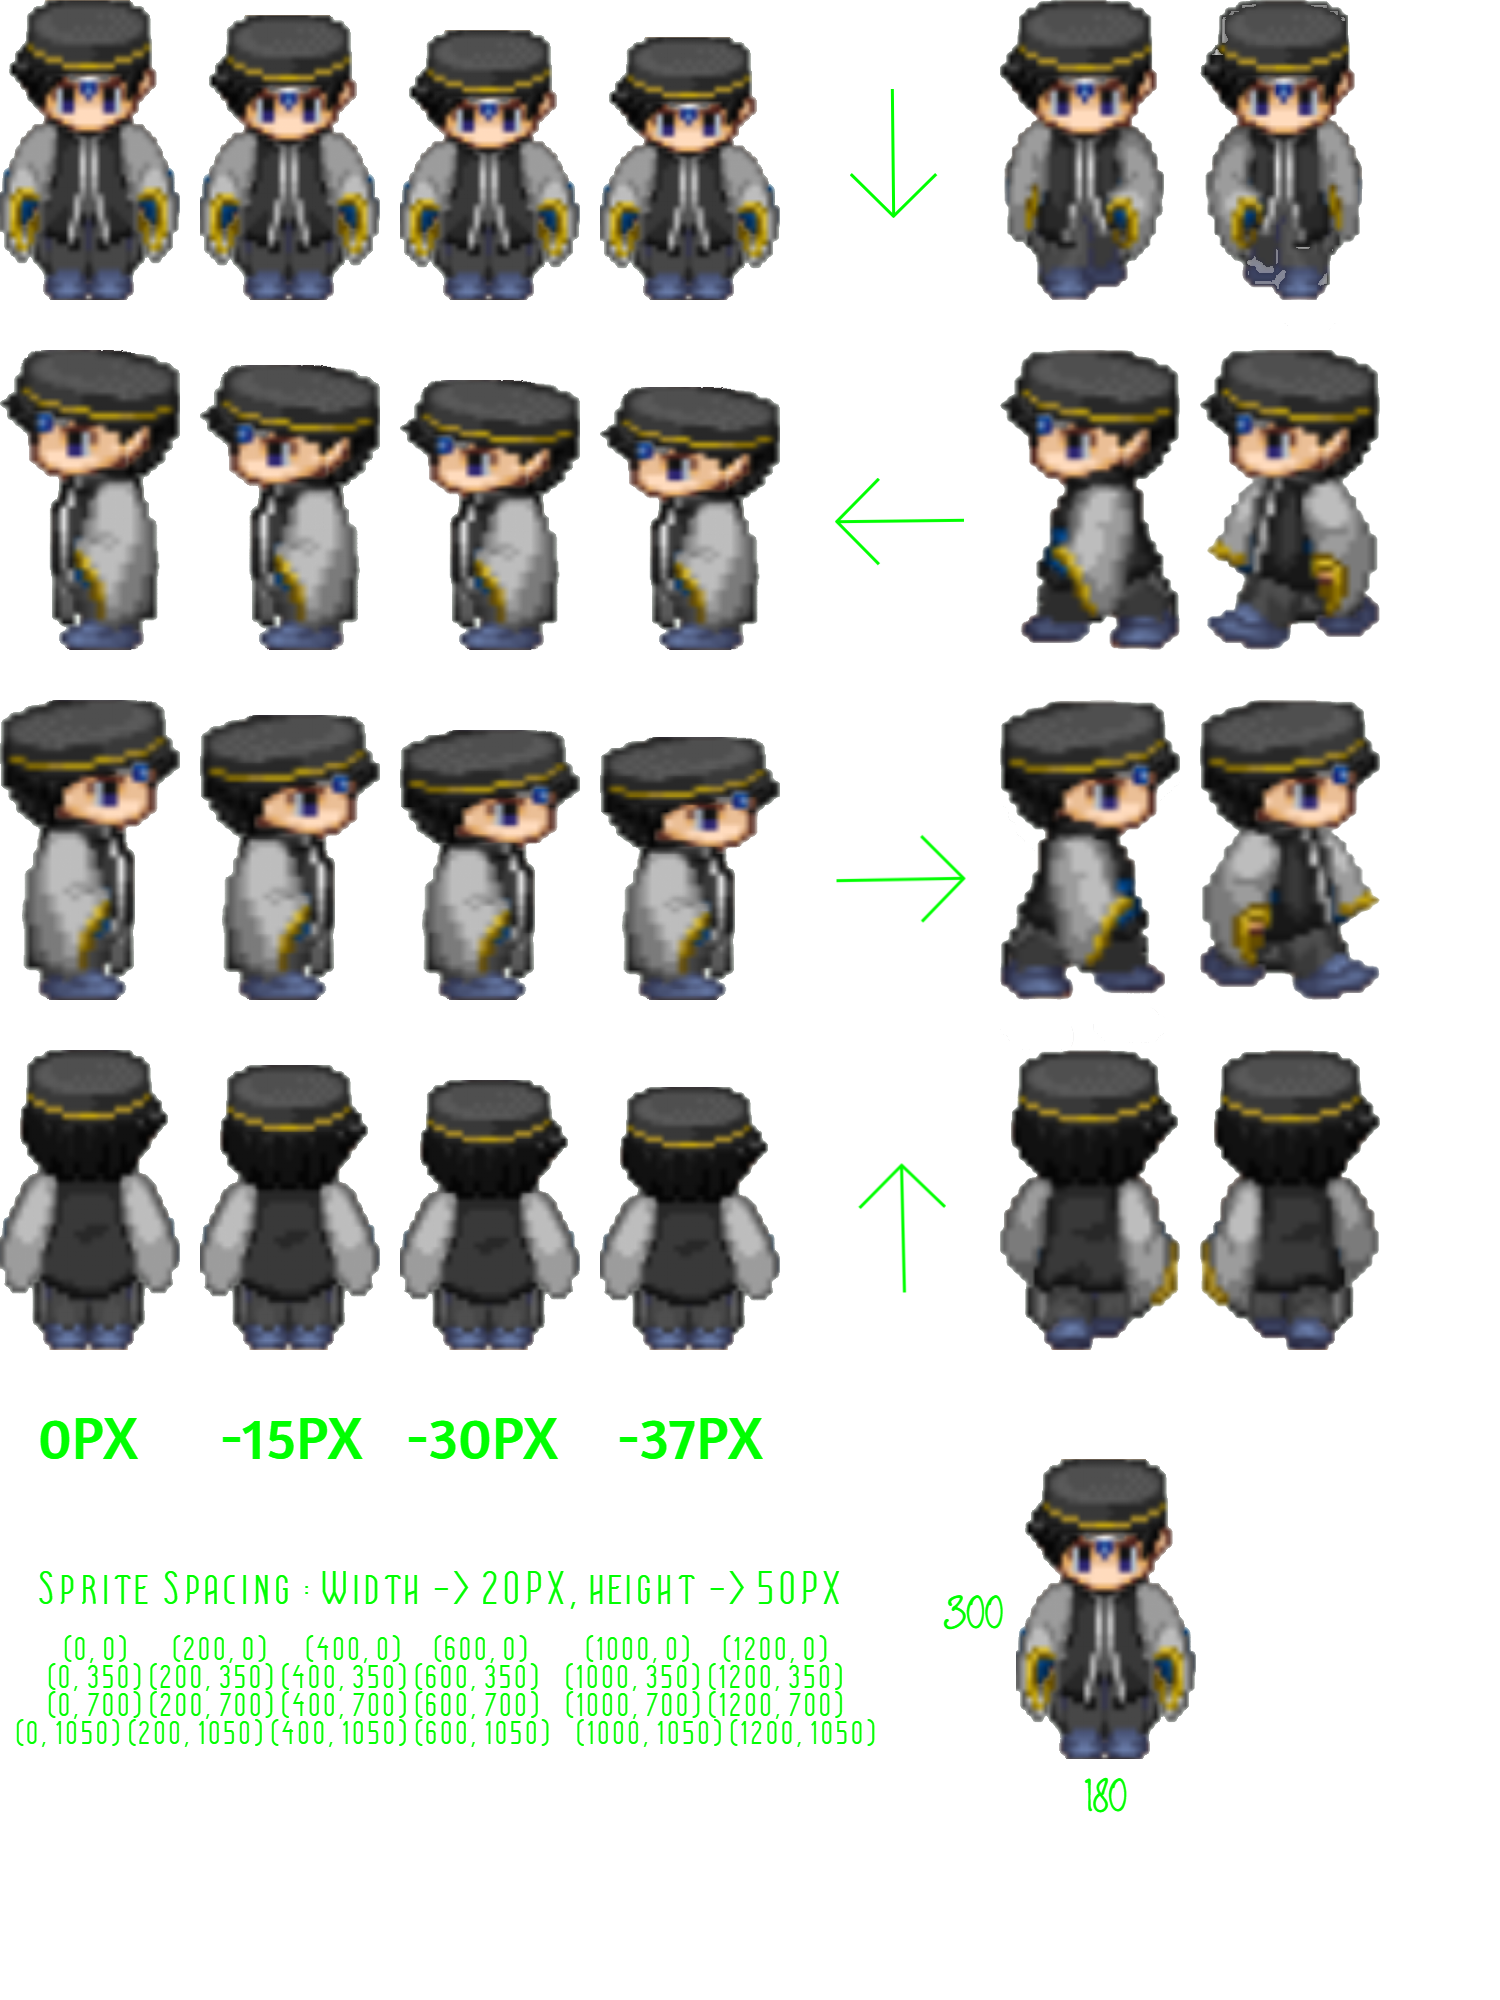 0PX -15PX -30PX -37PX
SPRITE SPACING : WIDTH -> 20PX, HEIGHT -> 50PX
300
(0, 0) (200, 0) (400, 0) (600, 0) (1000, 0) (1200, 0)
(0, 350) (200, 350) (400, 350) (600, 350) (1000, 350) (1200, 350)
(0, 700) (200, 700) (400, 700) (600, 700) (1000, 700) (1200, 700)
(0, 1050) (200, 1050) (400, 1050) (600, 1050) (1000, 1050) (1200, 1050)
180